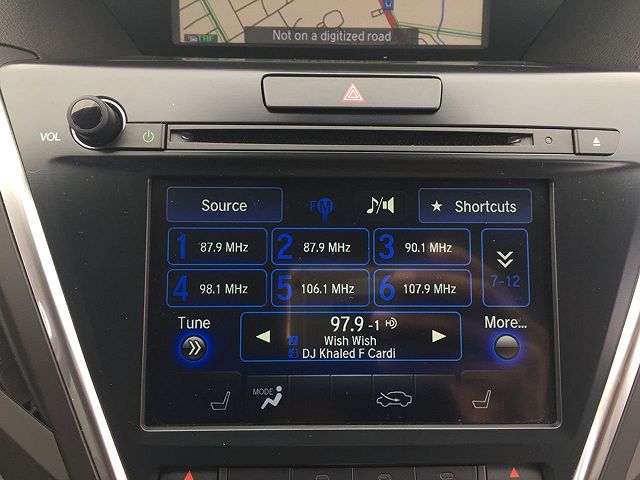 Not on a digitized road
VOL
Source
FM
Shortcuts
1 87.9 MHz
2 87.9 MHz
3 90.1 MHz
7-12
4 98.1 MHz
5 106.1 MHz
6 107.9 MHz
Tune
97.9 -1 HD
More...
Wish Wish
DJ Khaled F Cardi
MODE